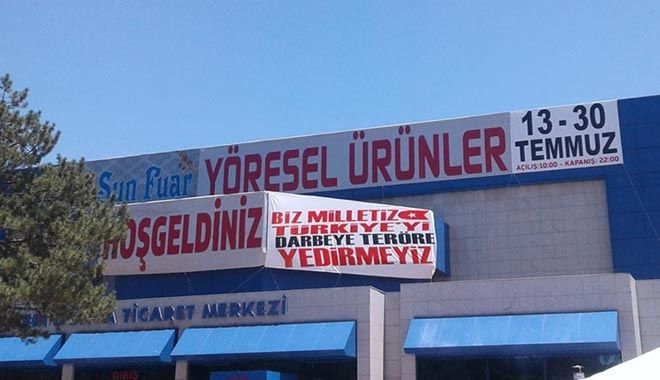 Sun Fuar YÖRESEL ÜRÜNLER
13 - 30
TEMMUZ
AÇILIŞ:10:00 - KAPANIŞ: 22:00
HOŞGELDİNİZ
BİZ MİLLETİZ
TÜRKİYE'Yİ
DARBEYE TERÖRE
YEDİRMEYİZ
TİCARET MERKEZİ
GİRİŞ